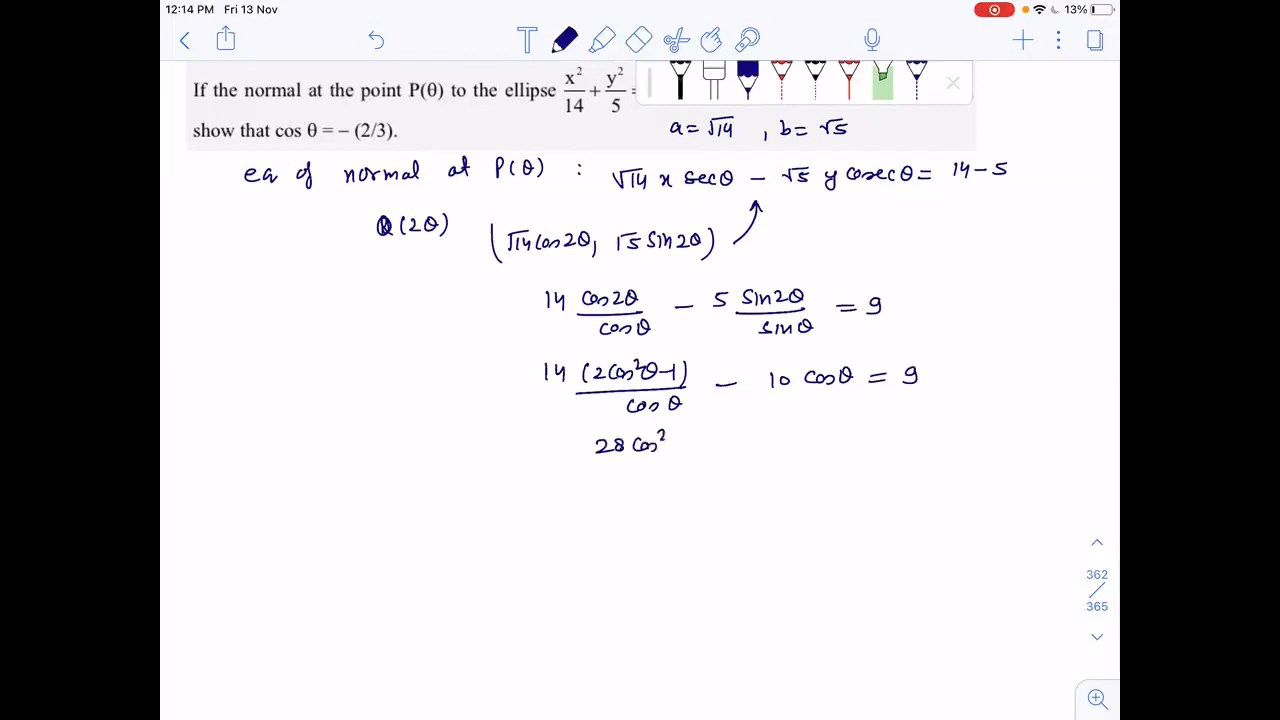 12:14 PM Fri 13 Nov 13%
If the normal at the point P(θ) to the ellipse x²/14 + y²/5 =
show that cos θ = – (2/3).
a = √14 , b = √5
eq of normal at P(θ) : √14 x secθ – √5 y cosecθ = 14 – 5
Q(2θ) (√14 cos2θ, √5 sin2θ)
14 cos2θ/cosθ – 5 sin2θ/sinθ = 9
14 (2cos²θ-1)/cosθ – 10 cosθ = 9
28 cos²
362
365